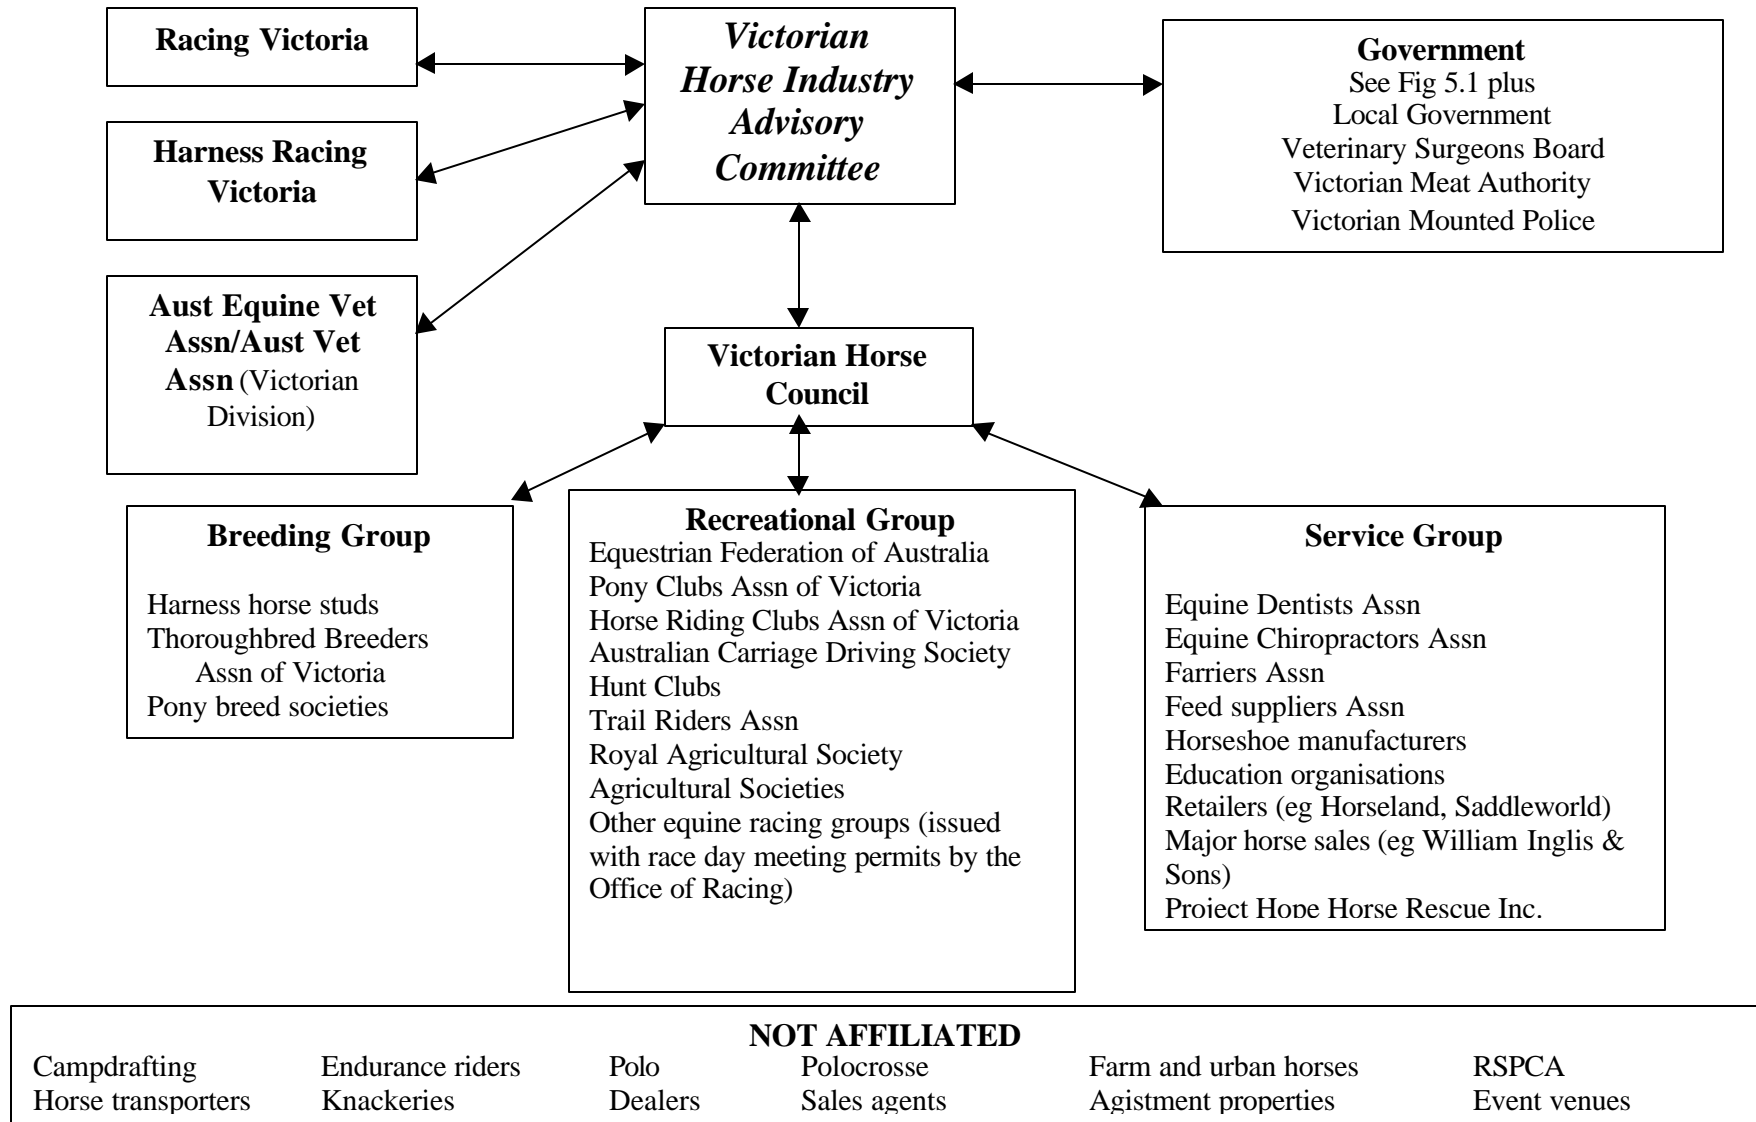 Racing Victoria
Victorian
Horse Industry
Advisory
Committee
Government
See Fig 5.1 plus
Local Government
Veterinary Surgeons Board
Victorian Meat Authority
Victorian Mounted Police
Harness Racing
Victoria
Aust Equine Vet
Assn/Aust Vet
Assn (Victorian
Division)
Victorian Horse
Council
Breeding Group
Harness horse studs
Thoroughbred Breeders
Assn of Victoria
Pony breed societies
Recreational Group
Equestrian Federation of Australia
Pony Clubs Assn of Victoria
Horse Riding Clubs Assn of Victoria
Australian Carriage Driving Society
Hunt Clubs
Trail Riders Assn
Royal Agricultural Society
Agricultural Societies
Other equine racing groups (issued
with race day meeting permits by the
Office of Racing)
Service Group
Equine Dentists Assn
Equine Chiropractors Assn
Farriers Assn
Feed suppliers Assn
Horseshoe manufacturers
Education organisations
Retailers (eg Horseland, Saddleworld)
Major horse sales (eg William Inglis &
Sons)
Project Hope Horse Rescue Inc.
NOT AFFILIATED
Campdrafting Endurance riders Polo Polocrosse Farm and urban horses RSPCA
Horse transporters Knackeries Dealers Sales agents Agistment properties Event venues